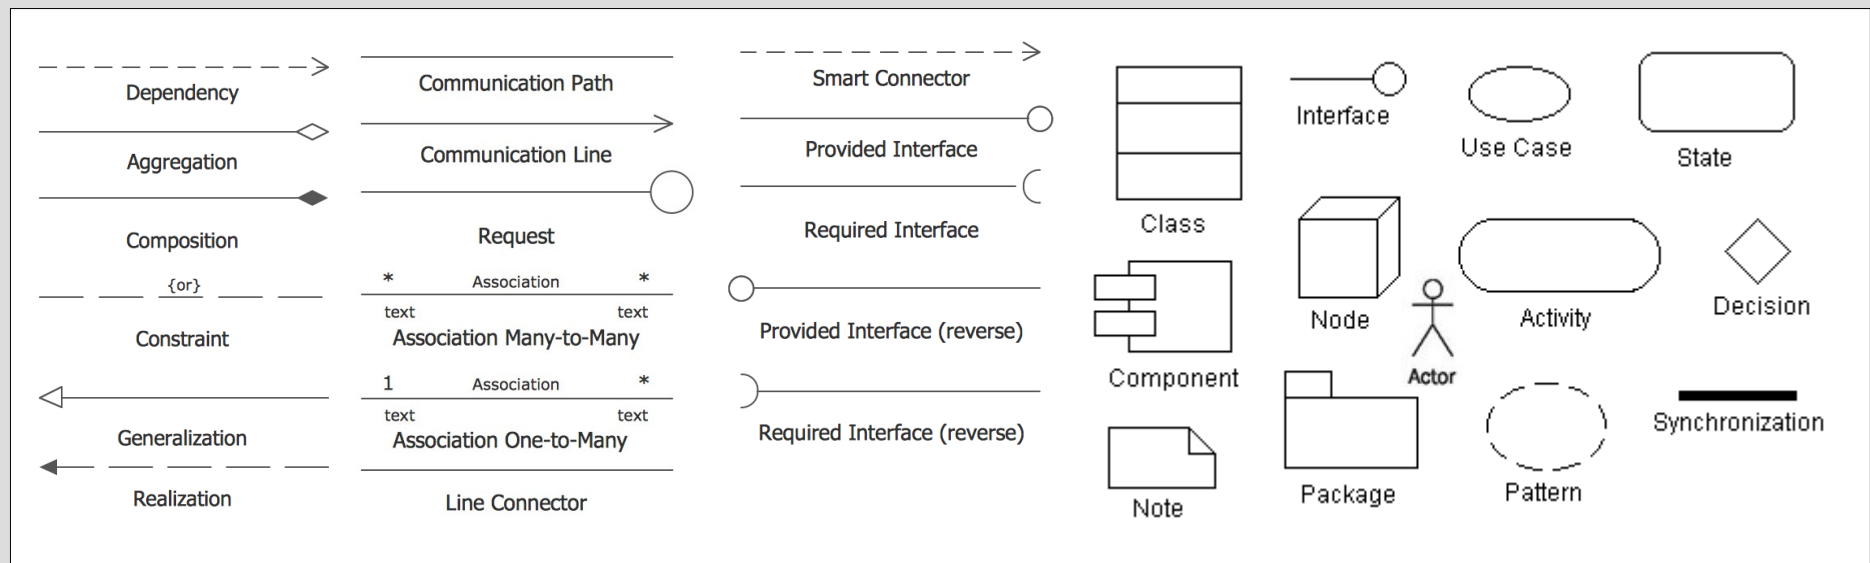 Dependency
Aggregation
Composition
{or}
Constraint
Generalization
Realization
Communication Path
Communication Line
Request
* Association *
text text
Association Many-to-Many
1 Association *
text text
Association One-to-Many
Line Connector
Smart Connector
Provided Interface
Required Interface
Provided Interface (reverse)
Required Interface (reverse)
Class
Component
Note
Interface
Node
Actor
Package
Use Case
Activity
Pattern
State
Decision
Synchronization